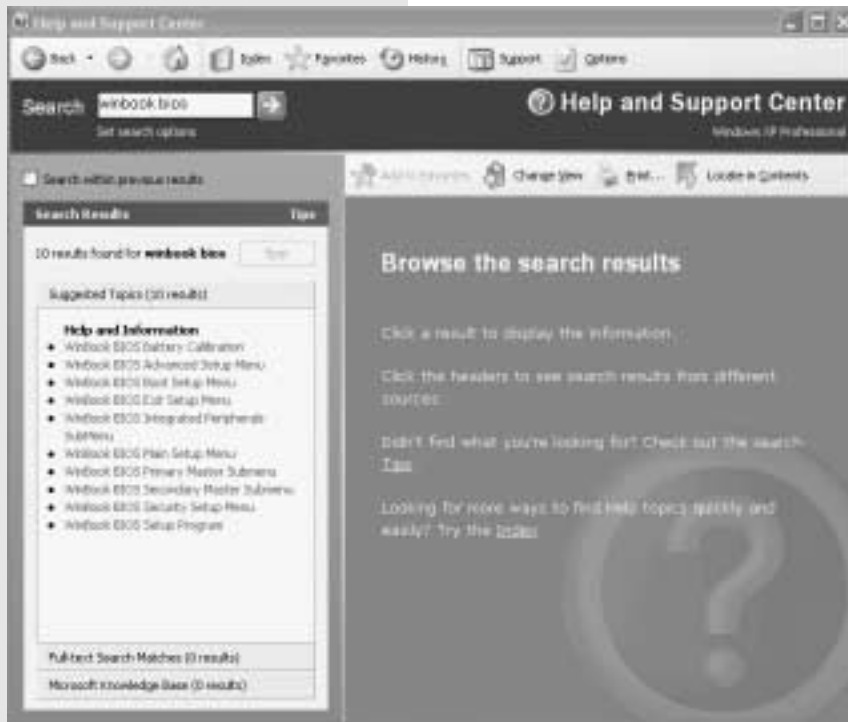 Help and Support Center
Back Index Favorites History Support Options
Search winbook bios
Set search options
Help and Support Center
Windows XP Professional
Search within previous results
Add to Favorites Change View Print... Locate in Contents
Search Results Tips
10 results found for winbook bios
Suggested Topics (10 results)
Help and Information
WinBook BIOS Battery Calibration
WinBook BIOS Advanced Setup Menu
WinBook BIOS Boot Setup Menu
WinBook BIOS Exit Setup Menu
WinBook BIOS Integrated Peripherals
SubMenu
WinBook BIOS Main Setup Menu
WinBook BIOS Primary Master Submenu
WinBook BIOS Secondary Master Submenu
WinBook BIOS Security Setup Menu
WinBook BIOS Setup Program
Full-text Search Matches (0 results)
Microsoft Knowledge Base (0 results)
Browse the search results
Click a result to display the information.
Click the headers to see search results from different
sources.
Didn't find what you're looking for? Check out the search
Tips
Looking for more ways to find Help topics quickly and
easily? Try the Index